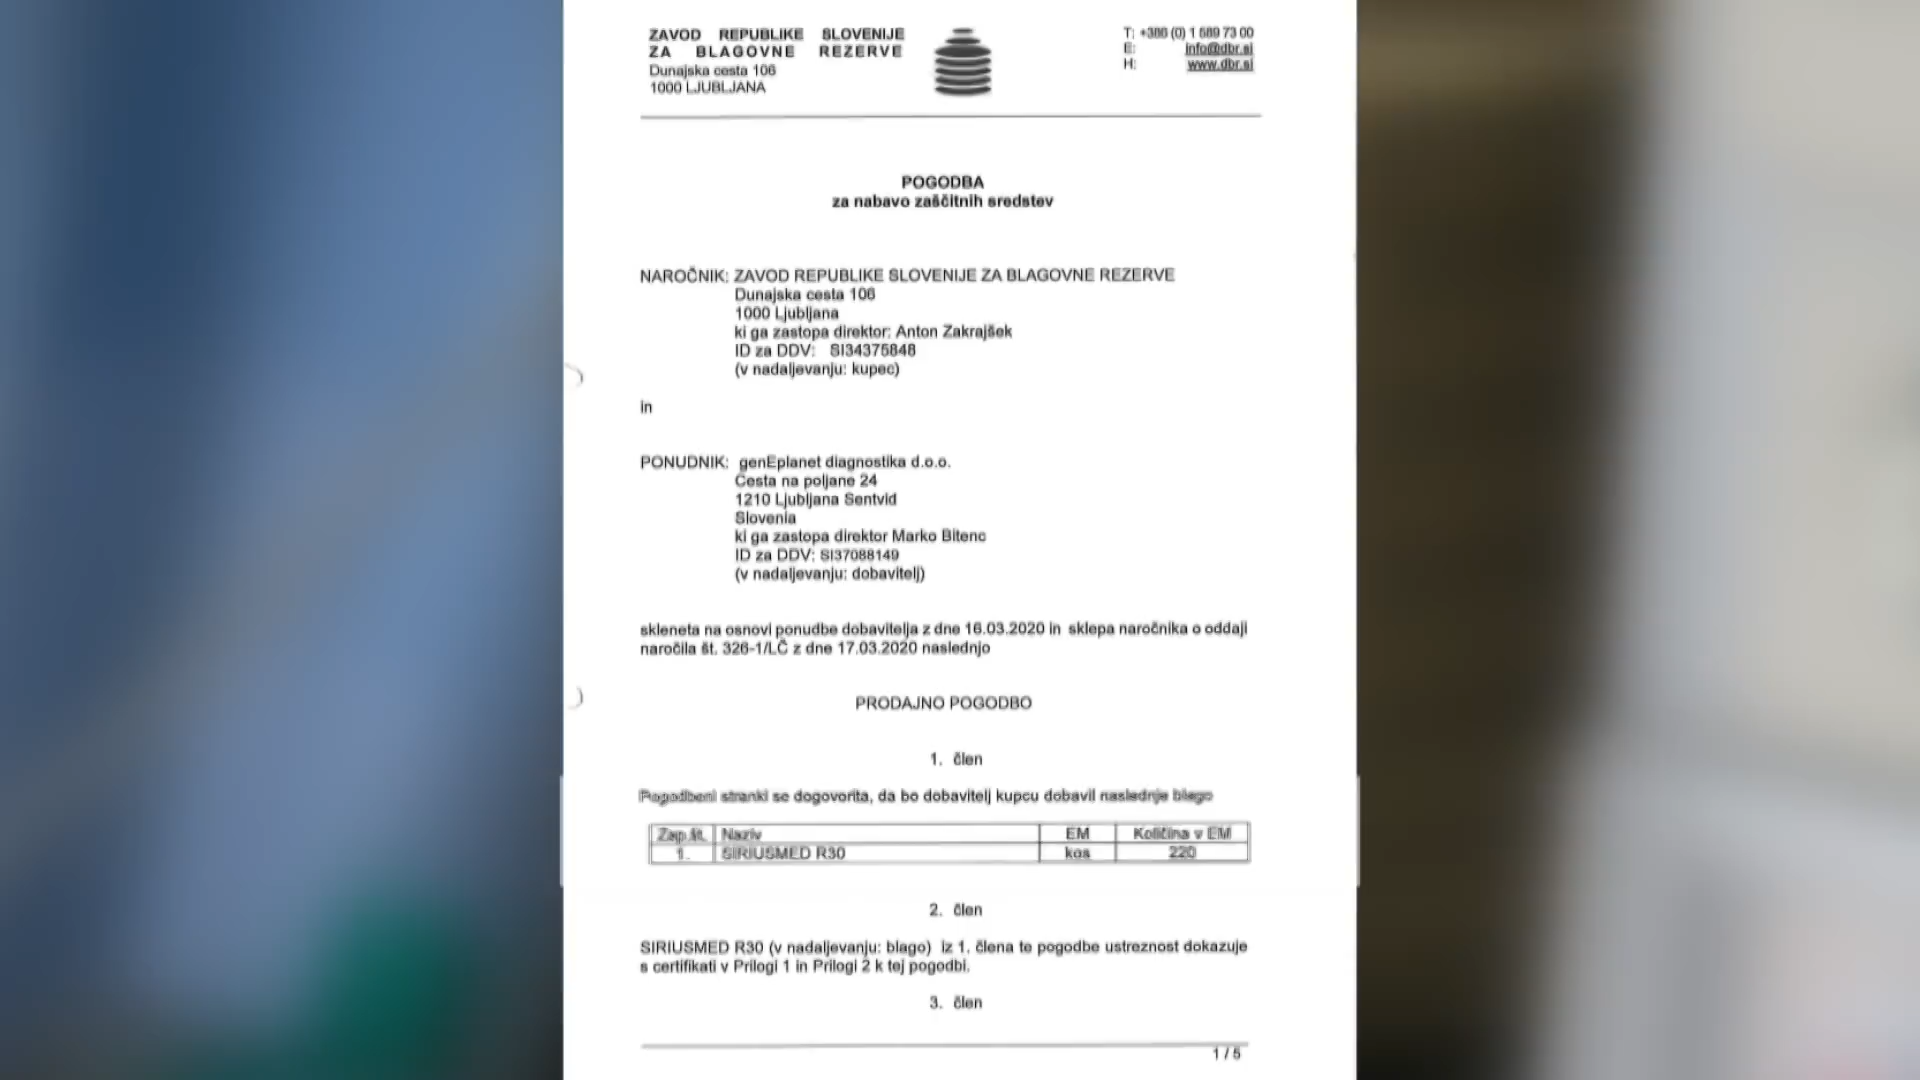 ZAVOD REPUBLIKE SLOVENIJE
ZA BLAGOVNE REZERVE
Dunajska cesta 106
1000 LJUBLJANA
T: +386 (0) 1 589 73 00
E: info@dbr.si
H: www.dbr.si
POGODBA
za nabavo zaščitnih sredstev
NAROČNIK: ZAVOD REPUBLIKE SLOVENIJE ZA BLAGOVNE REZERVE
Dunajska cesta 106
1000 Ljubljana
ki ga zastopa direktor: Anton Zakrajšek
ID za DDV: SI34375848
(v nadaljevanju: kupec)
in
PONUDNIK: genEplanet diagnostika d.o.o.
Cesta na poljane 24
1210 Ljubljana Sentvid
Slovenia
ki ga zastopa direktor Marko Bitenc
ID za DDV: SI37088149
(v nadaljevanju: dobavitelj)
skleneta na osnovi ponudbe dobavitelja z dne 16.03.2020 in sklepa naročnika o oddaji
naročila št. 326-1/LČ z dne 17.03.2020 naslednjo
PRODAJNO POGODBO
1. člen
Pogodbeni stranki se dogovorita, da bo dobavitelj kupcu dobavil naslednje blago
Zap.št. Naziv EM Količina v EM
1. SIRIUSMED R30 kos 220
2. člen
SIRIUSMED R30 (v nadaljevanju: blago) iz 1. člena te pogodbe ustreznost dokazuje
s certifikati v Prilogi 1 in Prilogi 2 k tej pogodbi.
3. člen
1 / 5